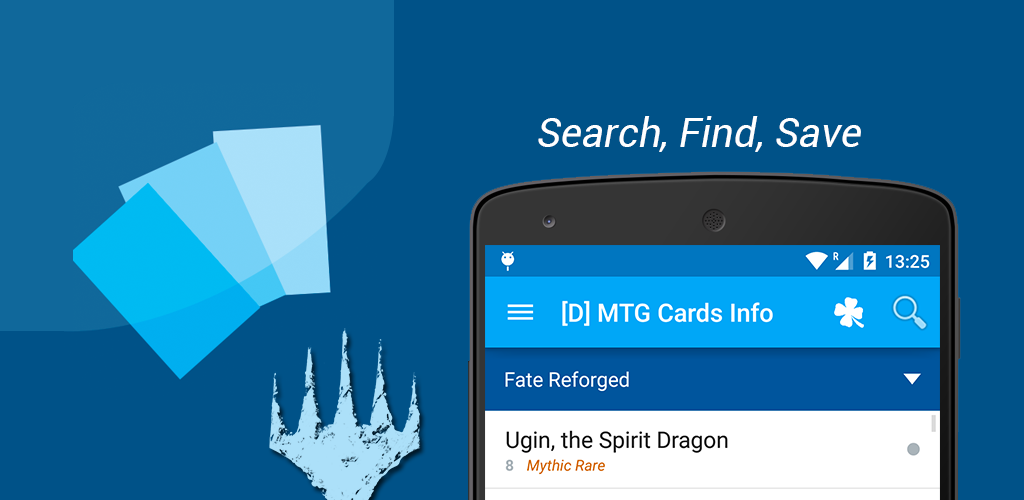 Search, Find, Save
R
13:25
[D] MTG Cards Info
Fate Reforged
Ugin, the Spirit Dragon
8 Mythic Rare